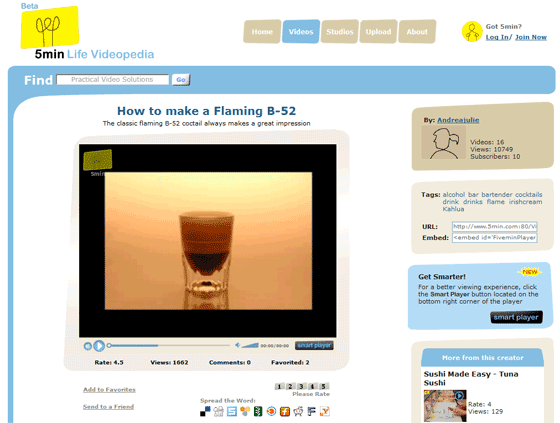 Beta
5min Life Videopedia
Home Videos Studios Upload About
Got 5min?
Log In/ Join Now
Find Practical Video Solutions Go
How to make a Flaming B-52
The classic flaming B-52 coctail always makes a great impression
5min
00:00/00:00 smart player
Rate: 4.5 Views: 1662 Comments: 0 Favorited: 2
Add to Favorites
Send to a Friend
1 2 3 4 5
Please Rate
Spread the Word:
By: Andreajulie
Videos: 16
Views: 10749
Subscribers: 10
Tags: alcohol bar bartender cocktails
drink drinks flame irishcream
Kahlua
URL: http://www.5min.com:80/Vi
Embed: <embed id='FiveminPlayer
NEW
Get Smarter!
For a better viewing experience, click
the Smart Player button located on the
bottom right corner of the player
smart player
More from this creator
Sushi Made Easy - Tuna
Sushi
Rate: 4
Views: 129